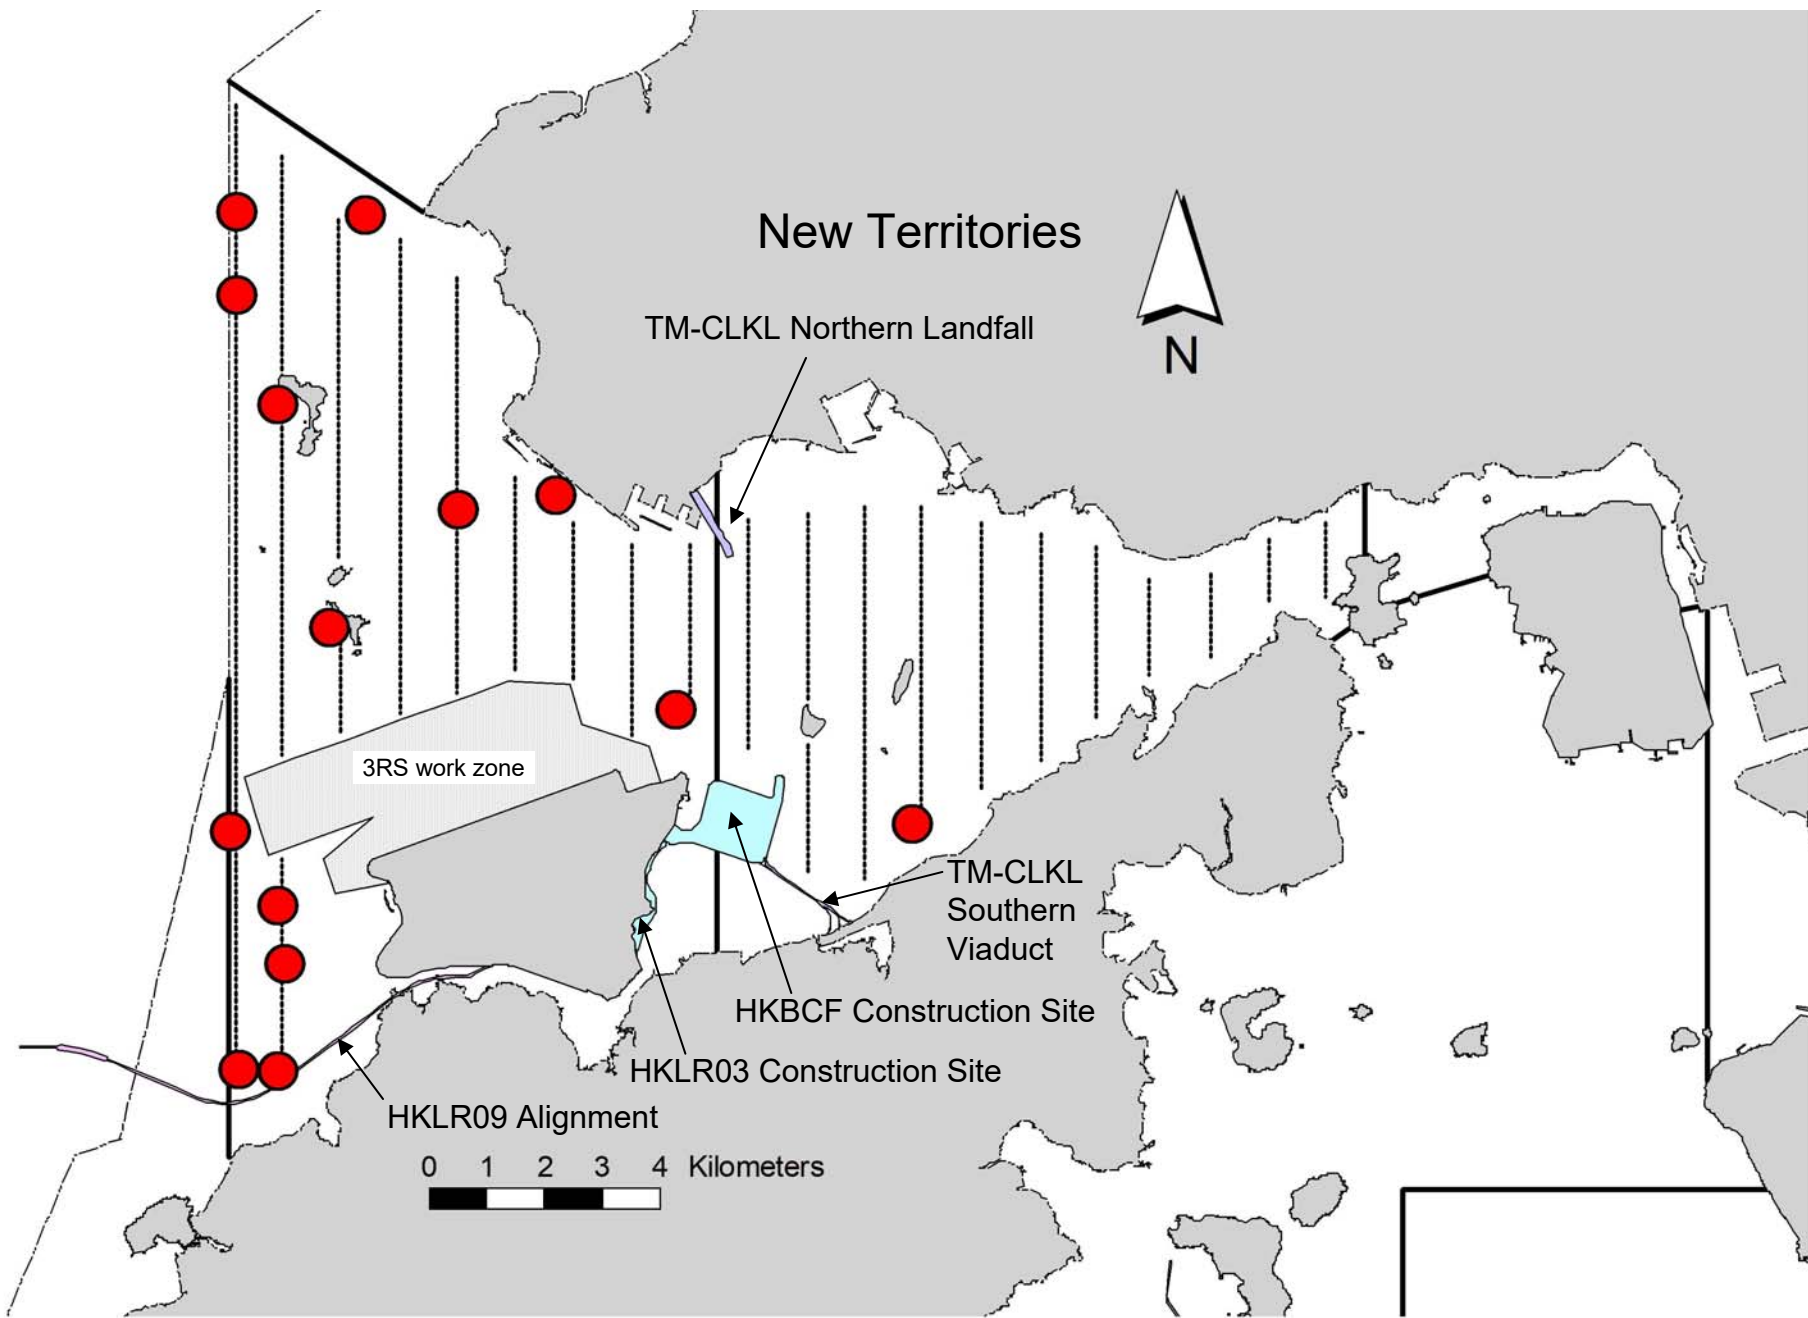 New Territories
TM-CLKL Northern Landfall
N
3RS work zone
TM-CLKL
Southern
Viaduct
HKBCF Construction Site
HKLR03 Construction Site
HKLR09 Alignment
0 1 2 3 4 Kilometers